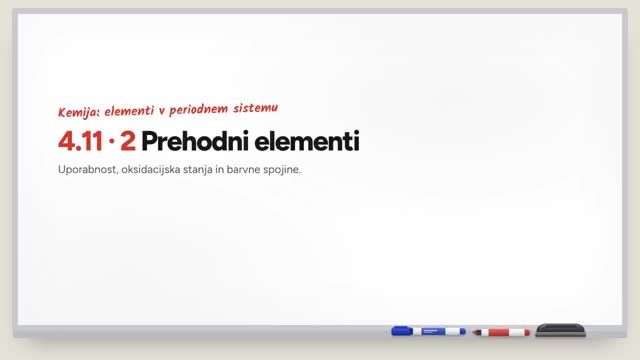 Kemija: elementi v periodnem sistemu
4.11 · 2 Prehodni elementi
Uporabnost, oksidacijska stanja in barvne spojine.